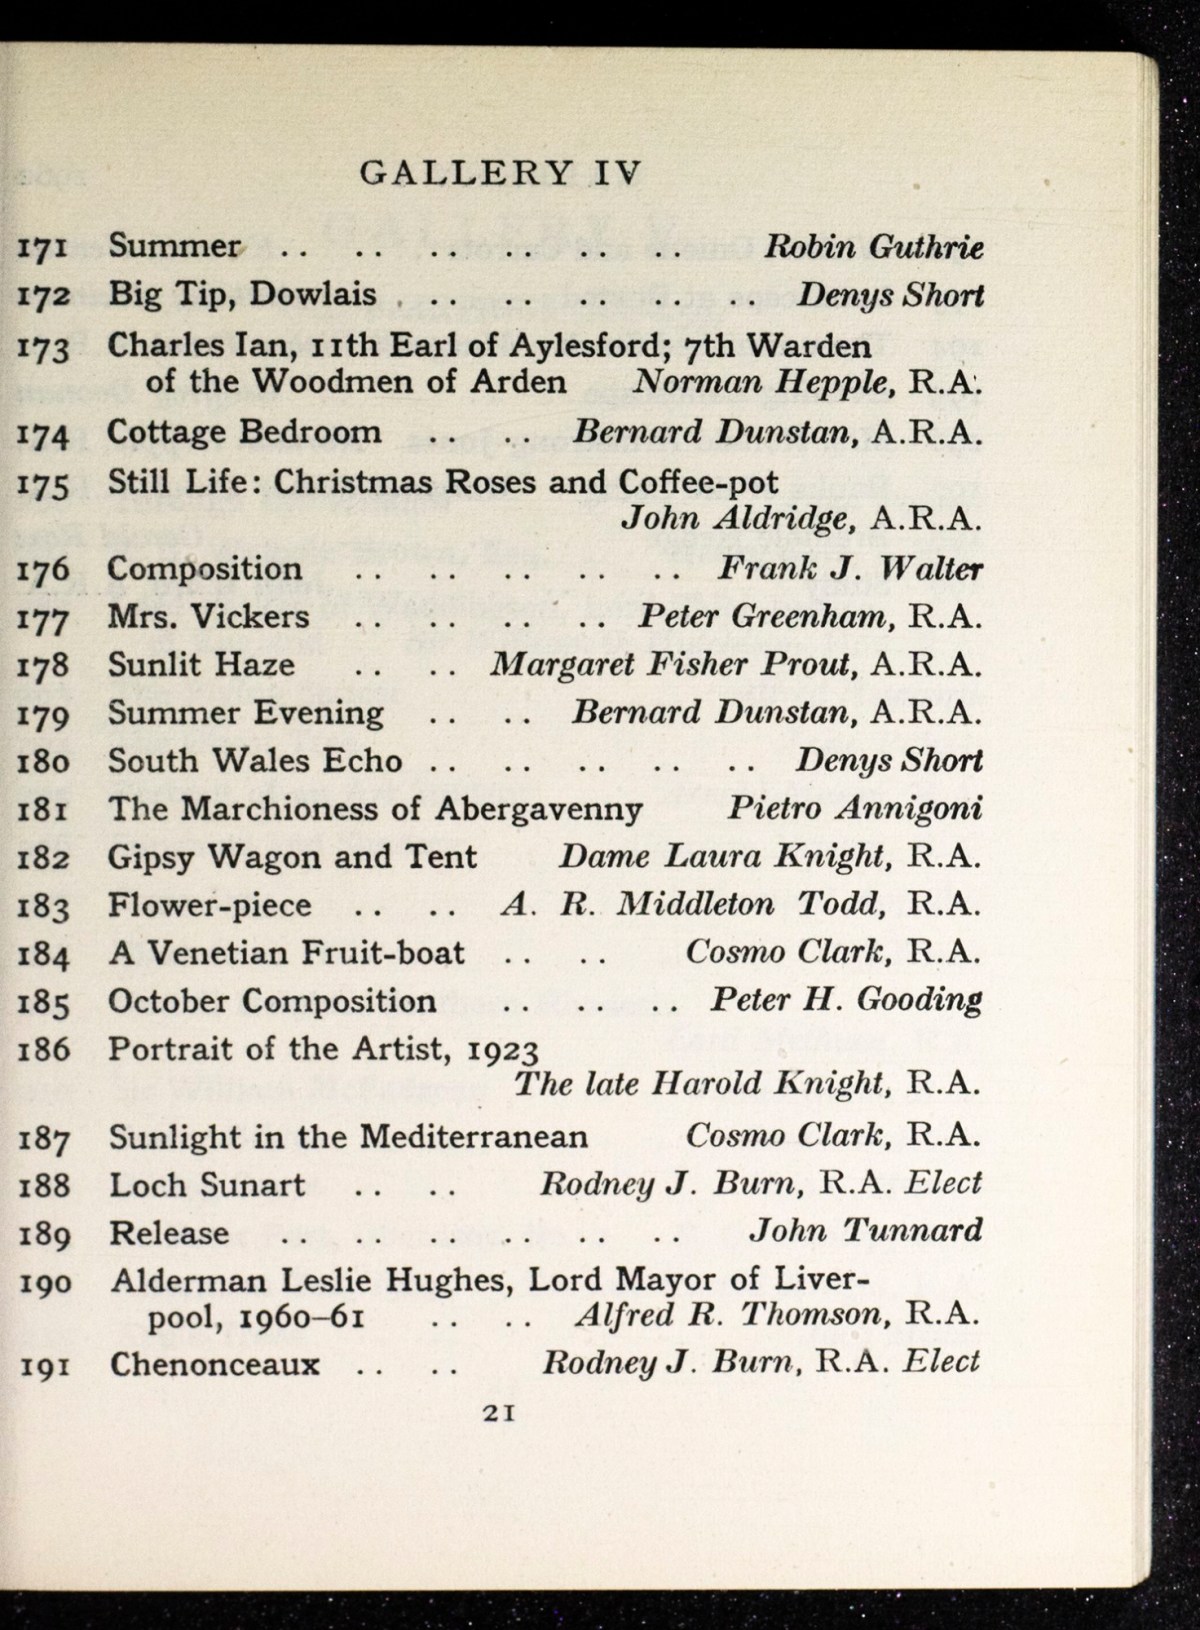 GALLERY IV
171 Summer .. .. .. .. .. .. Robin Guthrie
172 Big Tip, Dowlais . .. .. .. .. .. Denys Short
173 Charles Ian, 11th Earl of Aylesford; 7th Warden
of the Woodmen of Arden Norman Hepple, R.A.
174 Cottage Bedroom .. .. Bernard Dunstan, A.R.A.
175 Still Life: Christmas Roses and Coffee-pot
John Aldridge, A.R.A.
176 Composition .. .. .. .. .. Frank J. Walter
177 Mrs. Vickers .. .. .. .. Peter Greenham, R.A.
178 Sunlit Haze .. .. Margaret Fisher Prout, A.R.A.
179 Summer Evening .. .. Bernard Dunstan, A.R.A.
180 South Wales Echo .. .. .. .. .. Denys Short
181 The Marchioness of Abergavenny Pietro Annigoni
182 Gipsy Wagon and Tent Dame Laura Knight, R.A.
183 Flower-piece .. .. A. R. Middleton Todd, R.A.
184 A Venetian Fruit-boat .. .. Cosmo Clark, R.A.
185 October Composition .. .. .. Peter H. Gooding
186 Portrait of the Artist, 1923
The late Harold Knight, R.A.
187 Sunlight in the Mediterranean Cosmo Clark, R.A.
188 Loch Sunart .. .. Rodney J. Burn, R.A. Elect
189 Release .. .. .. .. .. .. John Tunnard
190 Alderman Leslie Hughes, Lord Mayor of Liver-
pool, 1960–61 .. .. Alfred R. Thomson, R.A.
191 Chenonceaux .. .. Rodney J. Burn, R.A. Elect
21